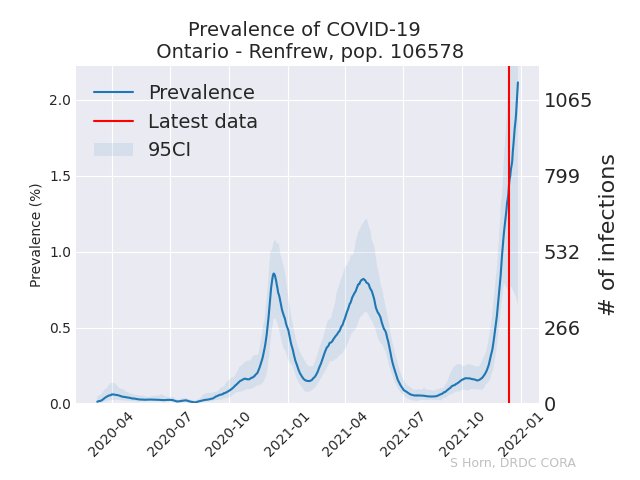 Prevalence of COVID-19
Ontario - Renfrew, pop. 106578
Prevalence
Latest data
95CI
Prevalence (%)
2.0
1.5
1.0
0.5
0.0
# of infections
1065
799
532
266
0
2020-04
2020-07
2020-10
2021-01
2021-04
2021-07
2021-10
2022-01
S Horn, DRDC CORA